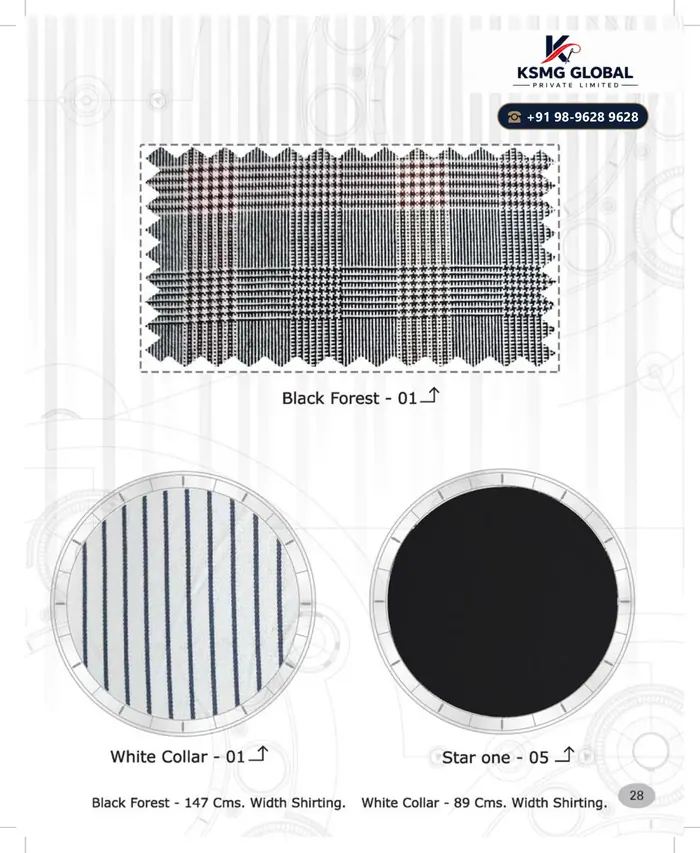 KSMG GLOBAL
PRIVATE LIMITED
+91 98-9628 9628
Black Forest - 01
White Collar - 01
Star one - 05
Black Forest - 147 Cms. Width Shirting. White Collar - 89 Cms. Width Shirting.
28